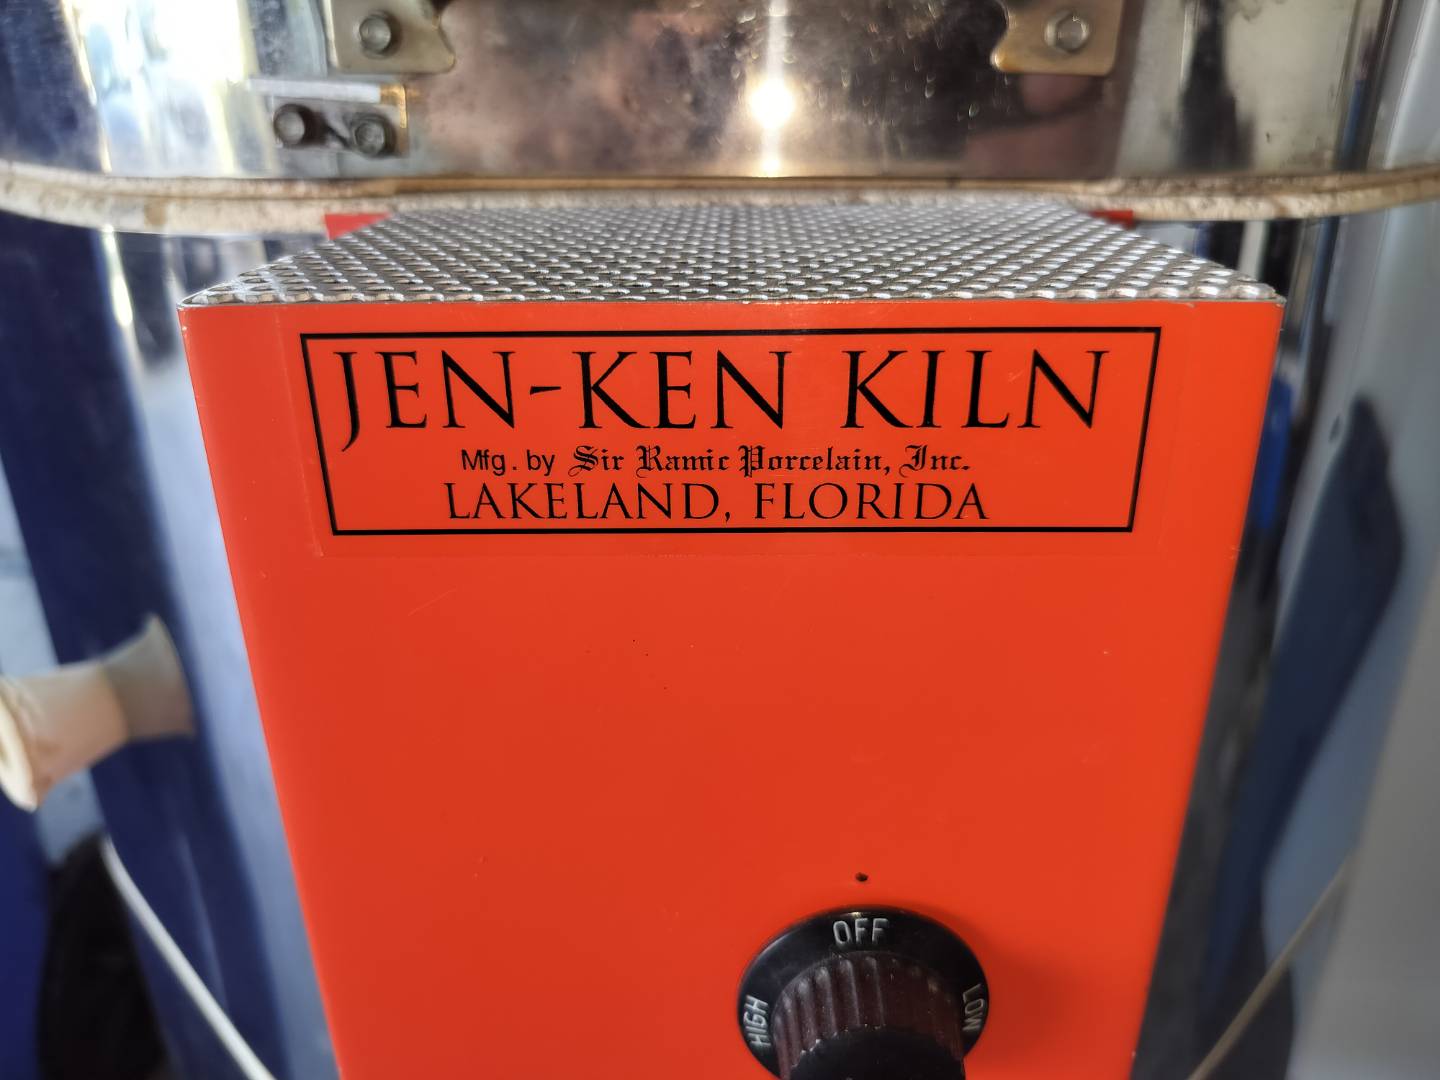 JEN-KEN KILN
Mfg. by Sir Ramic Porcelain, Inc.
LAKELAND, FLORIDA
OFF
HIGH
LOW